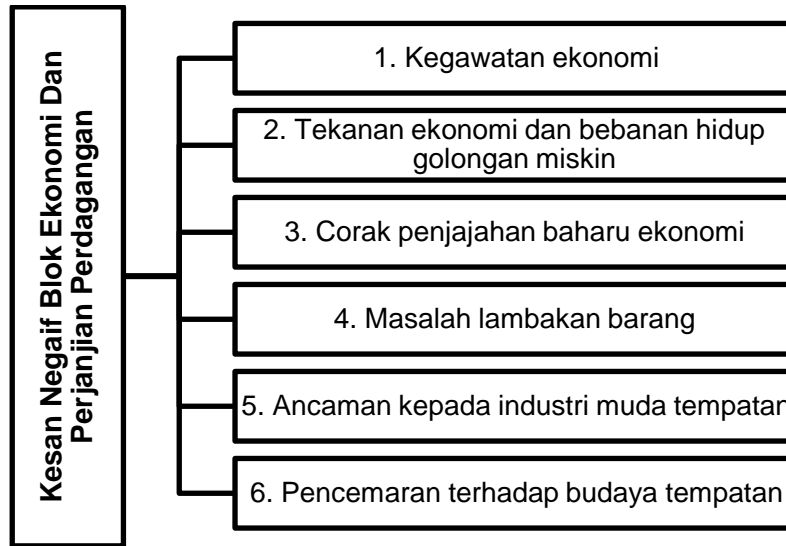 Kesan Negaif Blok Ekonomi Dan
Perjanjian Perdagangan
1. Kegawatan ekonomi
2. Tekanan ekonomi dan bebanan hidup
golongan miskin
3. Corak penjajahan baharu ekonomi
4. Masalah lambakan barang
5. Ancaman kepada industri muda tempatan
6. Pencemaran terhadap budaya tempatan